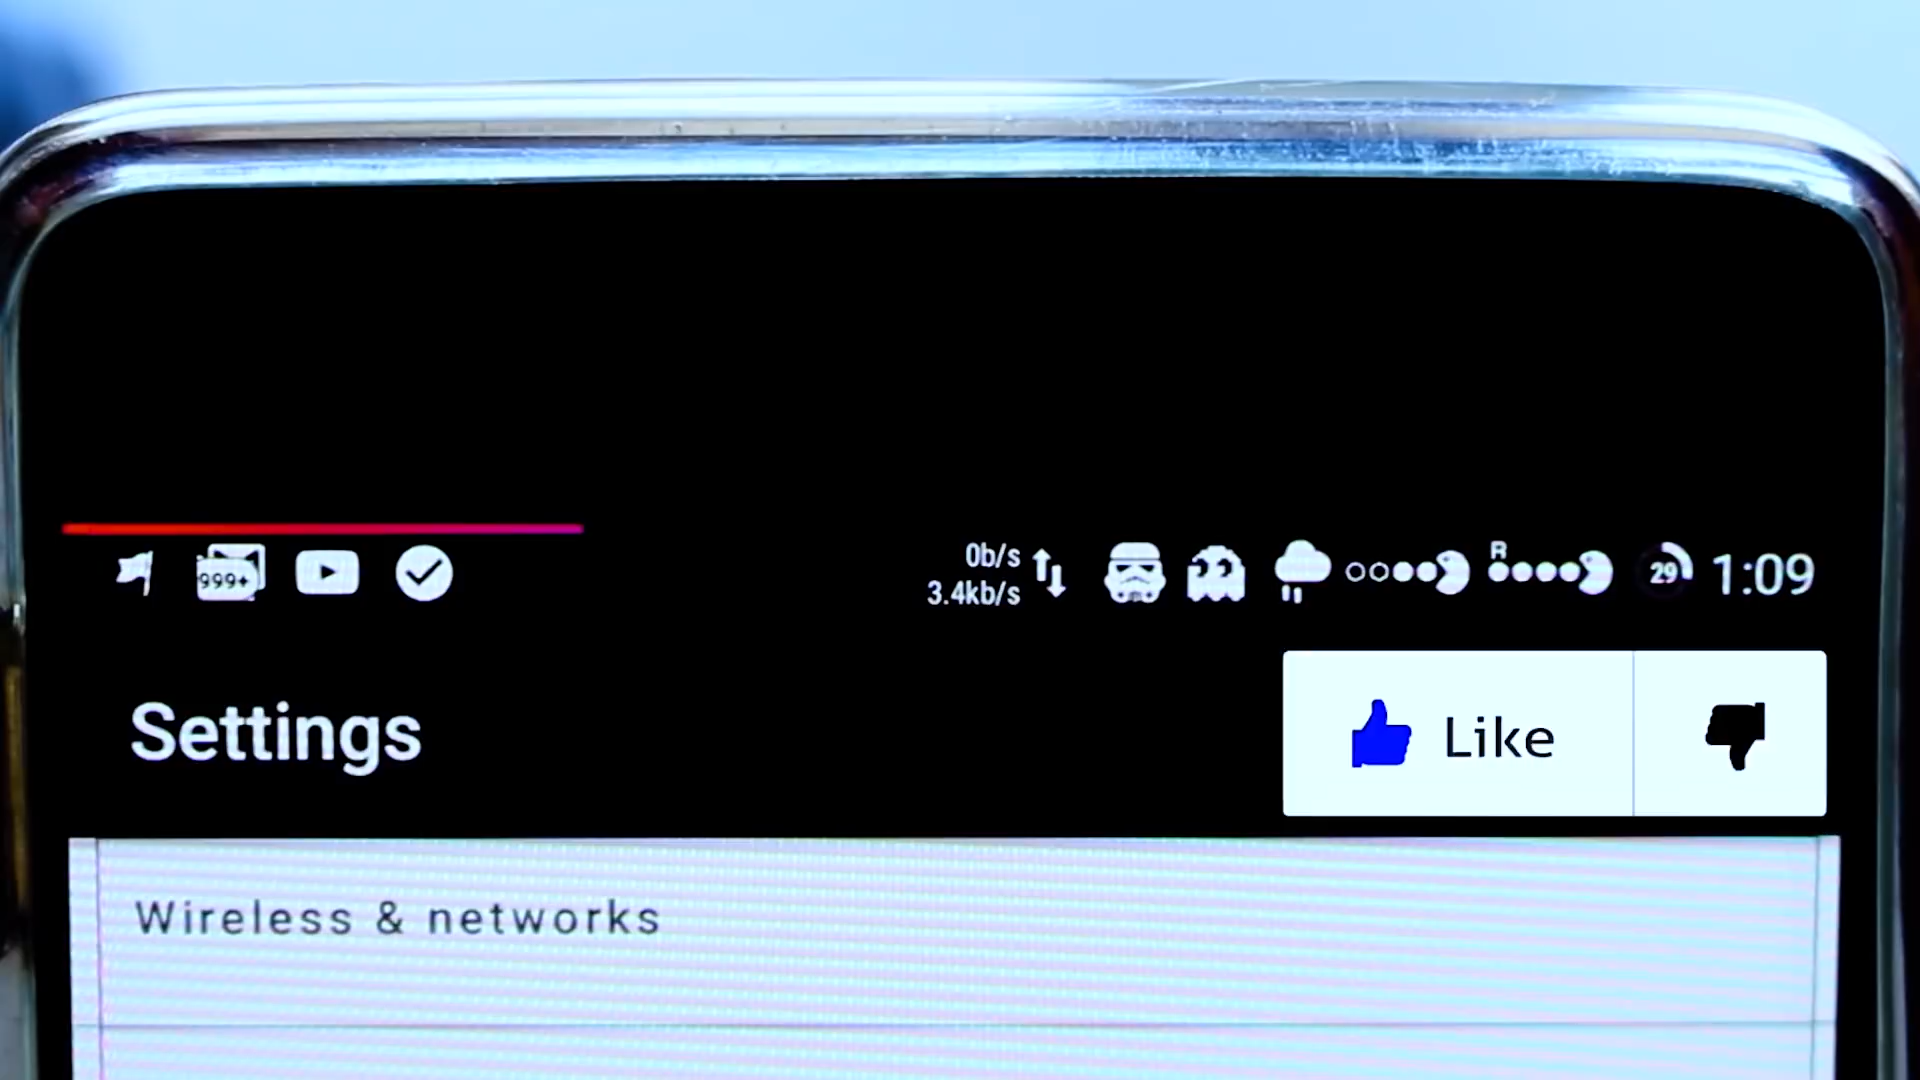 999+
0b/s
3.4kb/s
R
29
1:09
Settings
Like
Wireless & networks